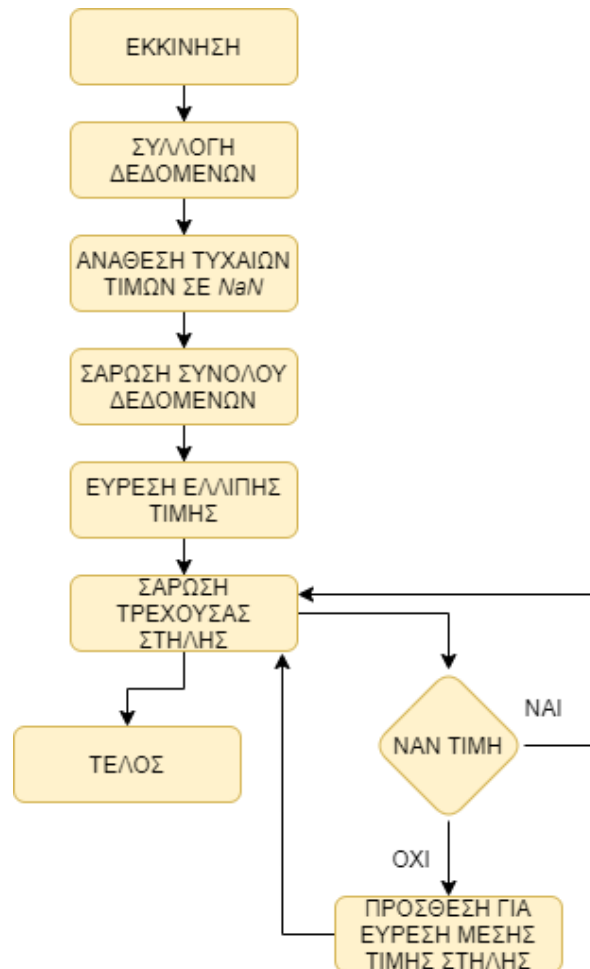 ΕΚΚΙΝΗΣΗ
ΣΥΛΛΟΓΗ
ΔΕΔΟΜΕΝΩΝ
ΑΝΑΘΕΣΗ ΤΥΧΑΙΩΝ
ΤΙΜΩΝ ΣΕ NaN
ΣΑΡΩΣΗ ΣΥΝΟΛΟΥ
ΔΕΔΟΜΕΝΩΝ
ΕΥΡΕΣΗ ΕΛΛΙΠΗΣ
ΤΙΜΗΣ
ΣΑΡΩΣΗ
ΤΡΕΧΟΥΣΑΣ
ΣΤΗΛΗΣ
ΤΕΛΟΣ
ΝΑΝ ΤΙΜΗ
ΝΑΙ
ΟΧΙ
ΠΡΟΣΘΕΣΗ ΓΙΑ
ΕΥΡΕΣΗ ΜΕΣΗΣ
ΤΙΜΗΣ ΣΤΗΛΗΣ